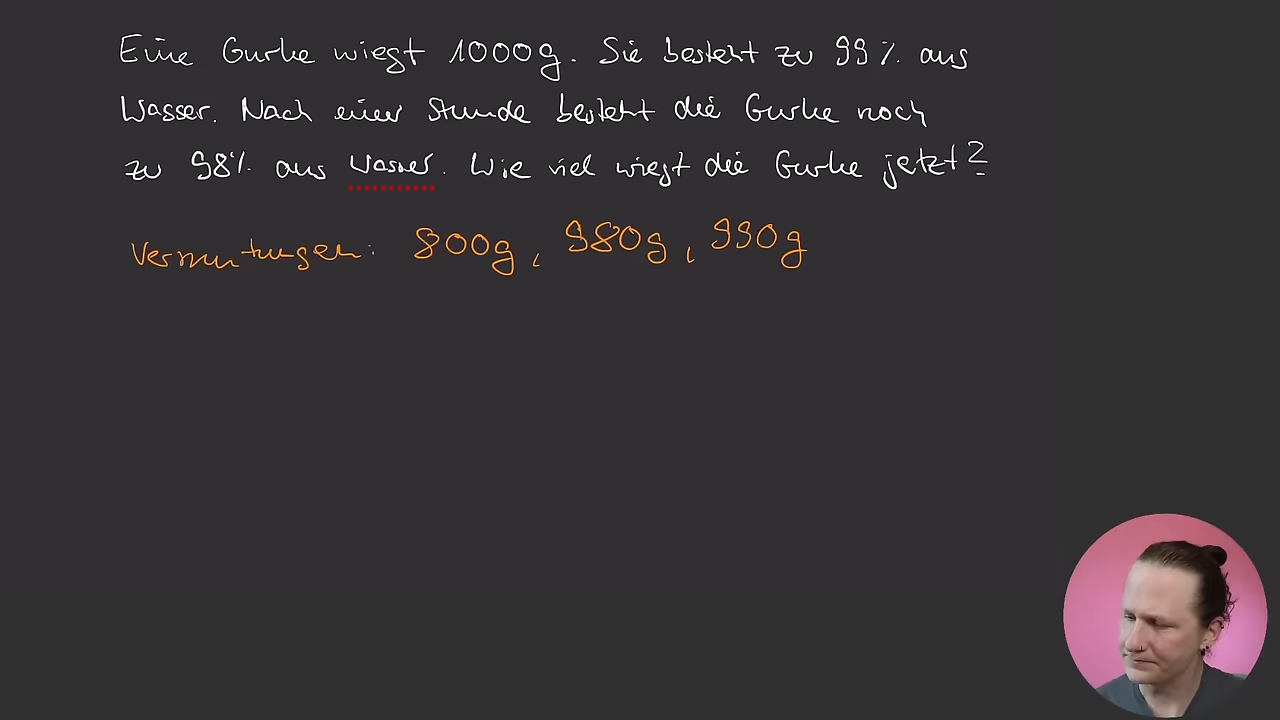 Eine Gurke wiegt 1000g. Sie besteht zu 99% aus
Wasser. Nach einer Stunde besteht die Gurke noch
zu 98% aus Wasser. Wie viel wiegt die Gurke jetzt?
Vermutungen: 800g, 980g, 990g